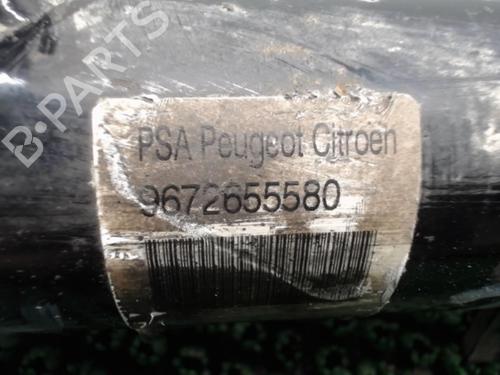 B-PARTS
PSA Peugeot Citroen
9672655580